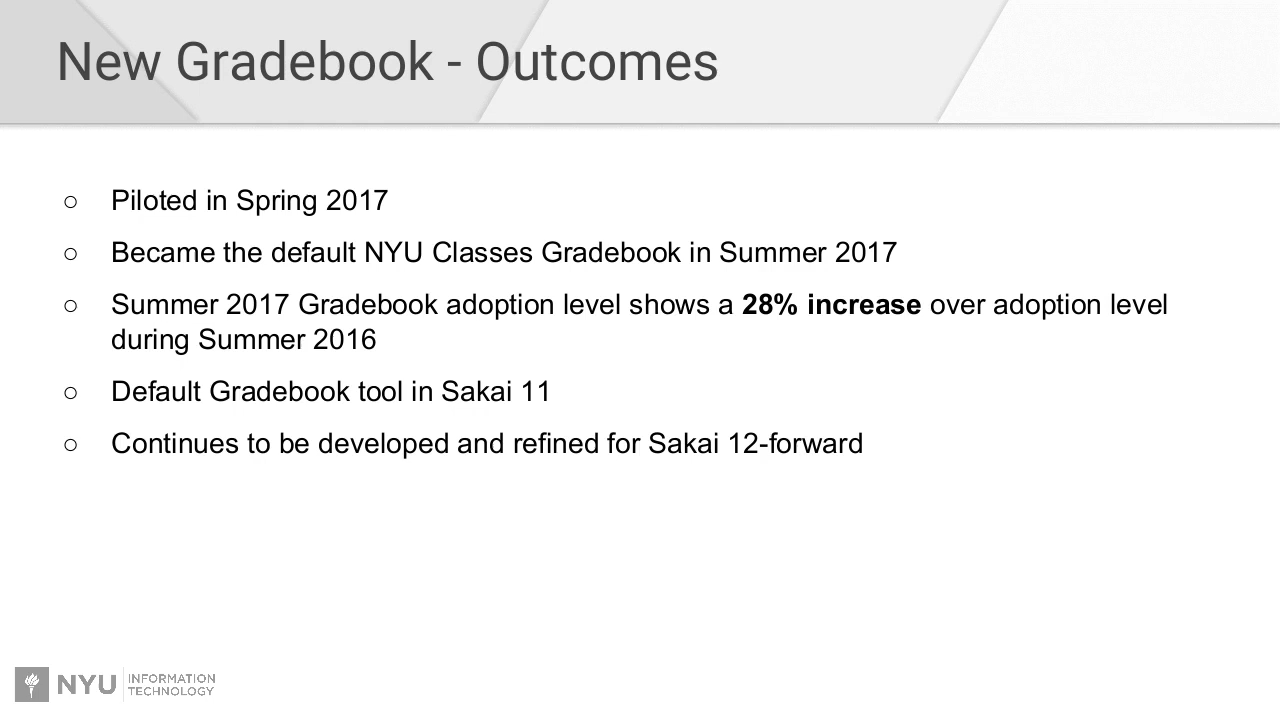 New Gradebook - Outcomes
○ Piloted in Spring 2017
○ Became the default NYU Classes Gradebook in Summer 2017
○ Summer 2017 Gradebook adoption level shows a 28% increase over adoption level
during Summer 2016
○ Default Gradebook tool in Sakai 11
○ Continues to be developed and refined for Sakai 12-forward
NYU INFORMATION
TECHNOLOGY